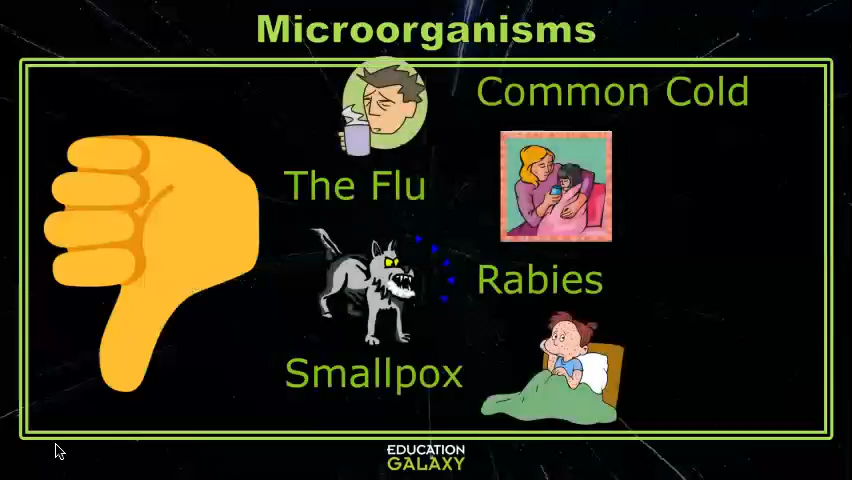 Microorganisms
Common Cold
The Flu
Rabies
Smallpox
EDUCATION
GALAXY